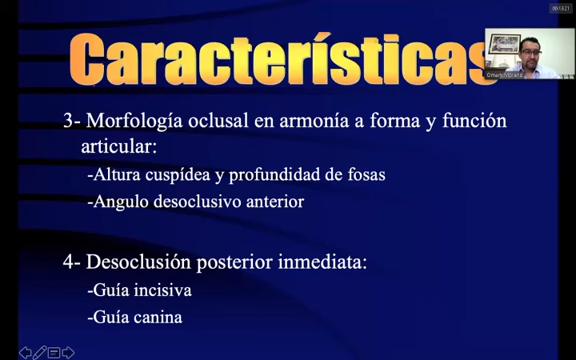 Características
3- Morfología oclusal en armonía a forma y función
articular:
-Altura cuspídea y profundidad de fosas
-Angulo desoclusivo anterior
4- Desoclusión posterior inmediata:
-Guía incisiva
-Guía canina